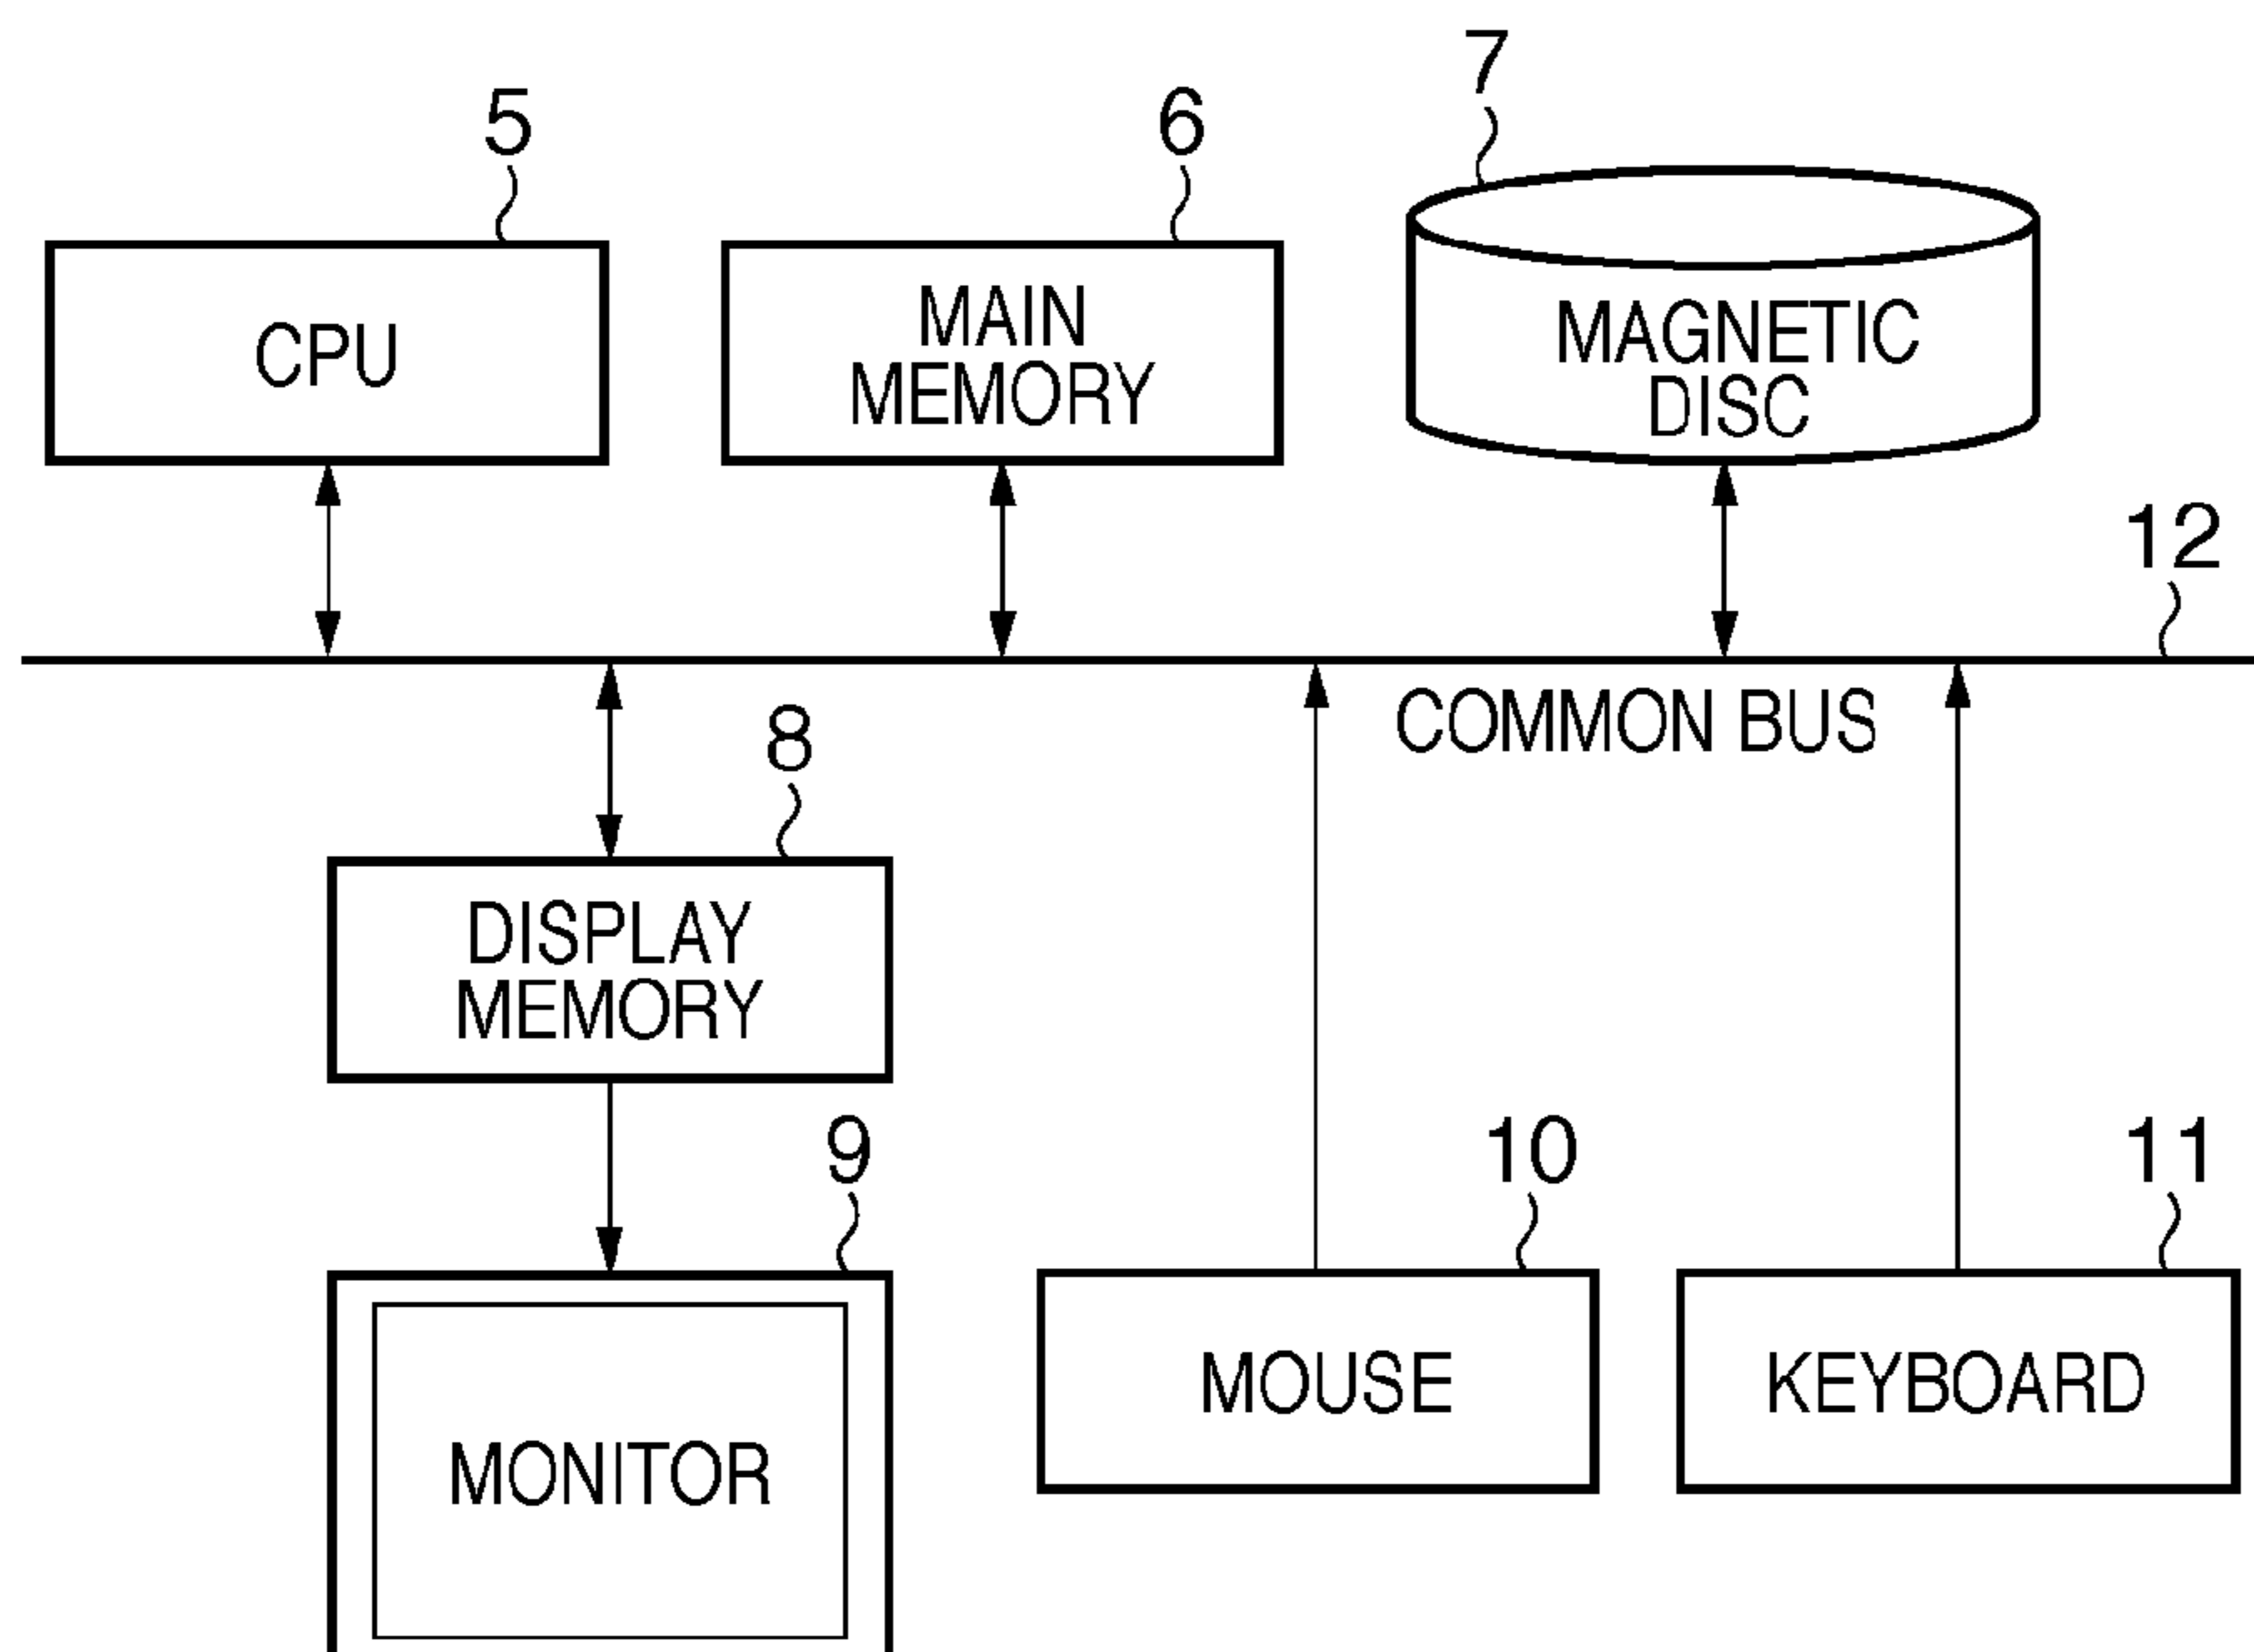 7
5
6
CPU
MAIN
MEMORY
MAGNETIC
DISC
12
COMMON BUS
8
DISPLAY
MEMORY
9
10
11
MONITOR
MOUSE
KEYBOARD